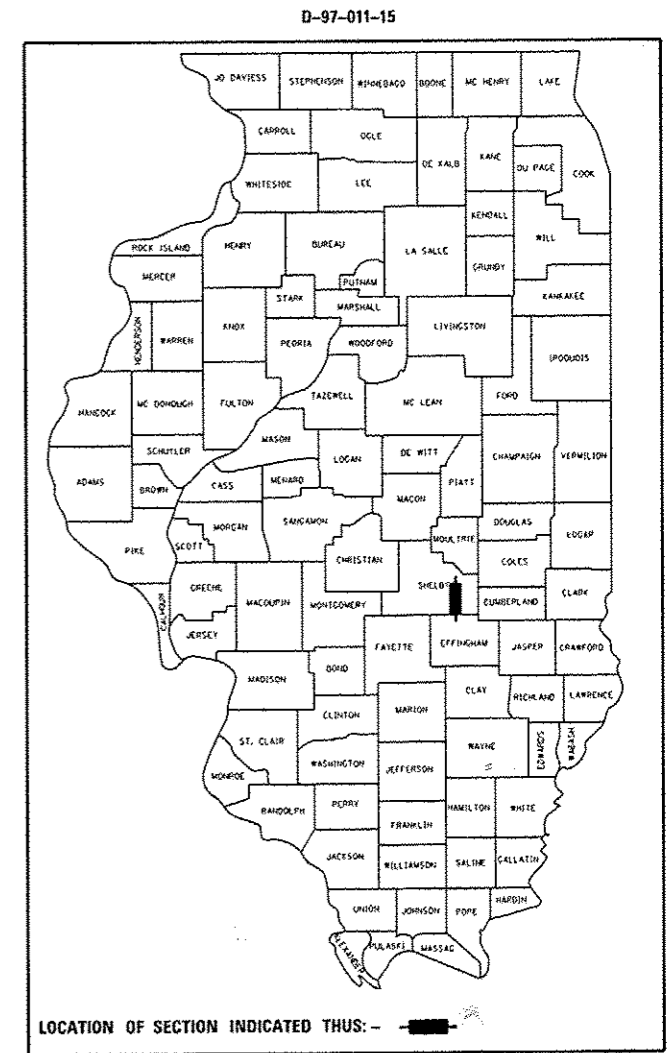 D-97-011-15
JO DAVIESS STEPHENSON WINNEBAGO BOONE MC HENRY LAKE
CARROLL OGLE DE KALB KANE DU PAGE COOK
WHITESIDE LEE
KENDALL WILL
ROCK ISLAND HENRY BUREAU LA SALLE GRUNDY
MERCER PUTNAM KANKAKEE
STARK MARSHALL
HENDERSON WARREN KNOX PEORIA WOODFORD LIVINGSTON IROQUOIS
HANCOCK MC DONOUGH FULTON TAZEWELL MC LEAN FORD
MASON
SCHUYLER LOGAN DE WITT CHAMPAIGN VERMILION
ADAMS BROWN CASS MENARD MACON PIATT
PIKE SCOTT MORGAN SANGAMON MOULTRIE DOUGLAS EDGAR
CHRISTIAN COLES
CALHOUN GREENE MACOUPIN MONTGOMERY SHELBY CUMBERLAND CLARK
JERSEY FAYETTE EFFINGHAM JASPER CRAWFORD
MADISON BOND
CLAY RICHLAND LAWRENCE
CLINTON MARION
ST. CLAIR WAYNE EDWARDS WABASH
MONROE WASHINGTON JEFFERSON
RANDOLPH PERRY HAMILTON WHITE
FRANKLIN
JACKSON WILLIAMSON SALINE GALLATIN
UNION JOHNSON POPE HARDIN
ALEXANDER PULASKI MASSAC
LOCATION OF SECTION INDICATED THUS: -